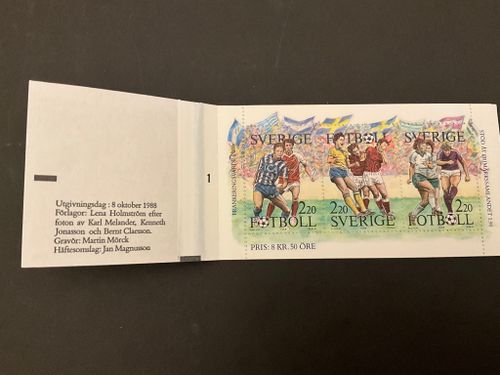 Utgivningsdag: 8 oktober 1988
Förlagor: Lena Holmström efter
foton av Karl Melander, Kenneth
Jonasson och Bernt Claesson.
Gravör: Martin Mörck
Häftesomslag: Jan Magnusson
1
SVERIGE
2.20
FOTBOLL
FOTBOLL
2.20
SVERIGE
SVERIGE
2.20
FOTBOLL
PRIS: 8 KR. 50 ÖRE